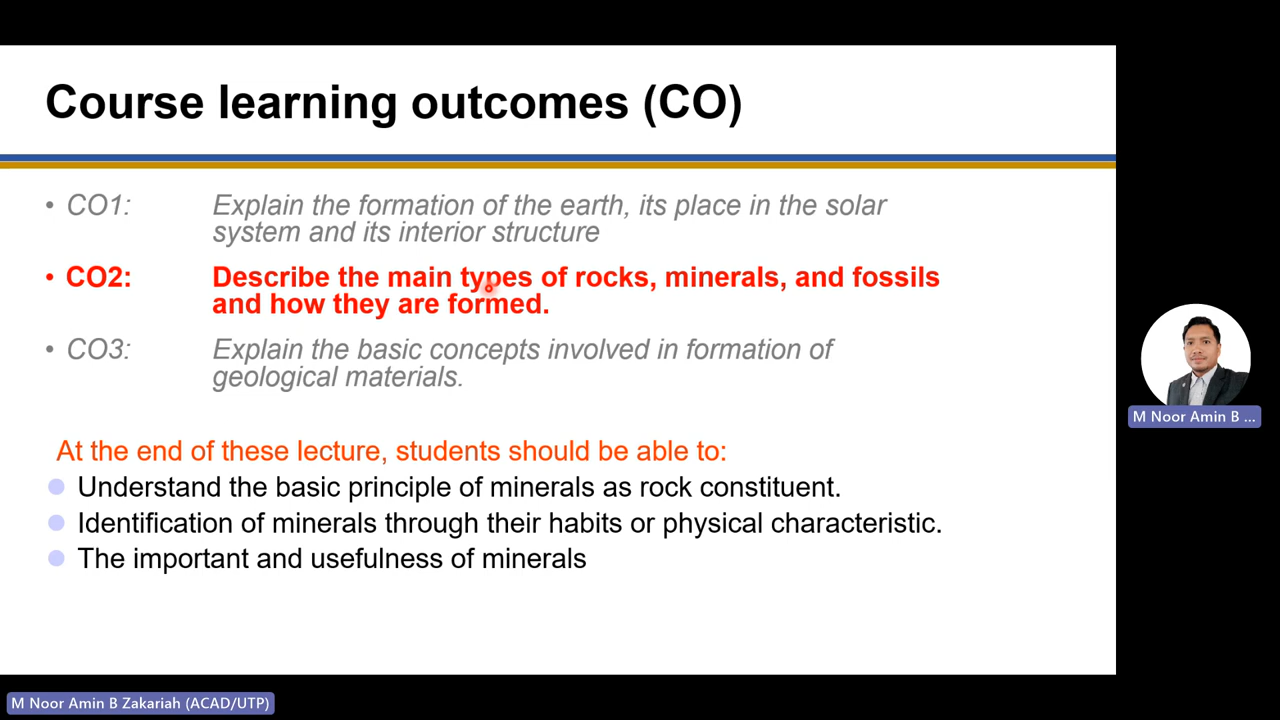 Course learning outcomes (CO)
• CO1: Explain the formation of the earth, its place in the solar
system and its interior structure
• CO2: Describe the main types of rocks, minerals, and fossils
and how they are formed.
• CO3: Explain the basic concepts involved in formation of
geological materials.
At the end of these lecture, students should be able to:
Understand the basic principle of minerals as rock constituent.
Identification of minerals through their habits or physical characteristic.
The important and usefulness of minerals
M Noor Amin B ...
M Noor Amin B Zakariah (ACAD/UTP)